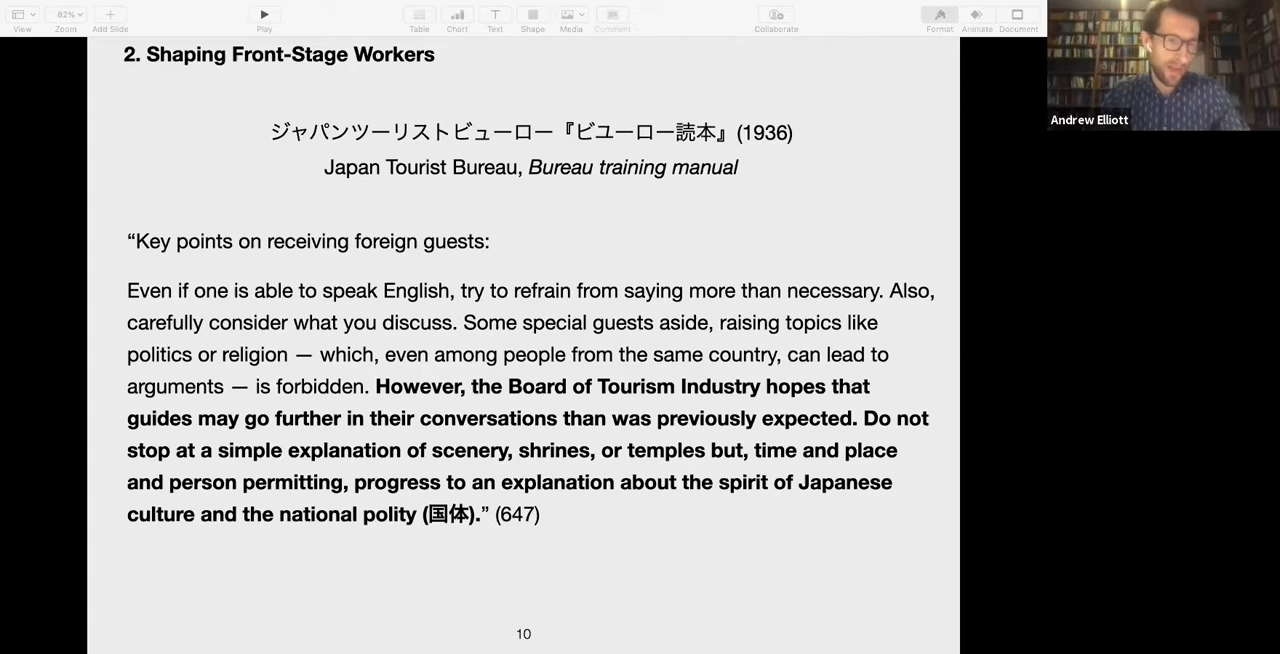 82%
View
Zoom
Add Slide
Play
Table
Chart
Text
Shape
Media
Comment
Collaborate
Format
Animate
Document
Andrew Elliott
2. Shaping Front-Stage Workers
ジャパンツーリストビューロー『ビユーロー読本』(1936)
Japan Tourist Bureau, Bureau training manual
“Key points on receiving foreign guests:
Even if one is able to speak English, try to refrain from saying more than necessary. Also,
carefully consider what you discuss. Some special guests aside, raising topics like
politics or religion — which, even among people from the same country, can lead to
arguments — is forbidden. However, the Board of Tourism Industry hopes that
guides may go further in their conversations than was previously expected. Do not
stop at a simple explanation of scenery, shrines, or temples but, time and place
and person permitting, progress to an explanation about the spirit of Japanese
culture and the national polity (国体).” (647)
10